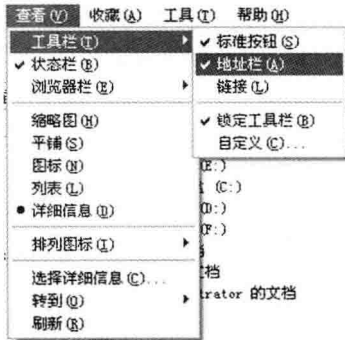 查看(V) 收藏(A) 工具(T) 帮助(H)
工具栏(T)
✓ 状态栏(B)
浏览器栏(E)
缩略图(H)
平铺(S)
图标(N)
列表(L)
● 详细信息(D)
排列图标(I)
选择详细信息(C)...
转到(O)
刷新(R)
✓ 标准按钮(S)
✓ 地址栏(A)
链接(L)
✓ 锁定工具栏(B)
自定义(C)...
(E:)
(C:)
(D:)
(F:)
文档
trator 的文档